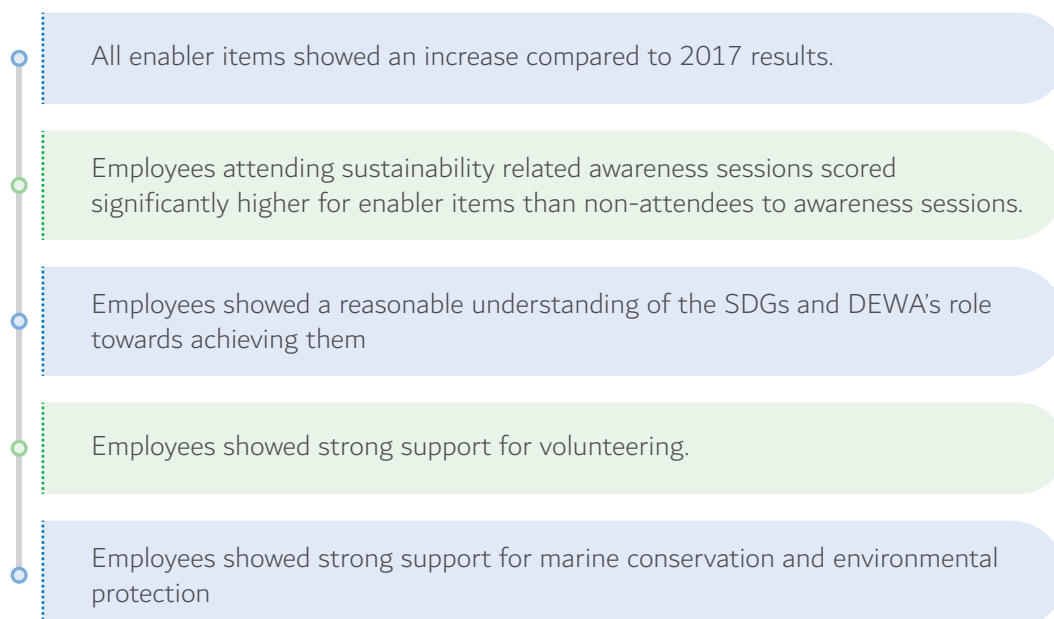 All enabler items showed an increase compared to 2017 results.
Employees attending sustainability related awareness sessions scored
significantly higher for enabler items than non-attendees to awareness sessions.
Employees showed a reasonable understanding of the SDGs and DEWA’s role
towards achieving them
Employees showed strong support for volunteering.
Employees showed strong support for marine conservation and environmental
protection